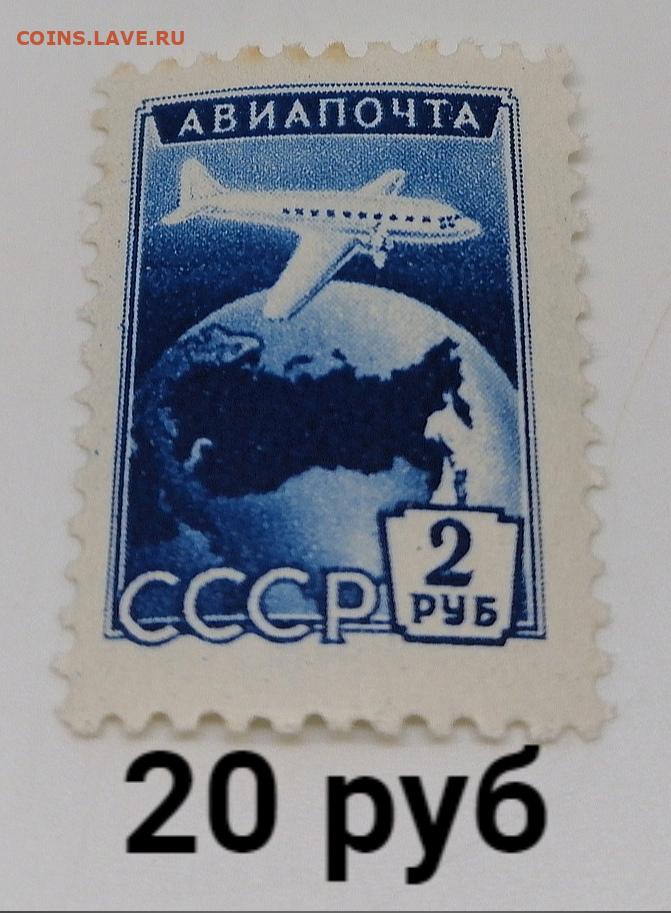 COINS.LAVE.RU
АВИАПОЧТА
СССР
2
РУБ
20 руб